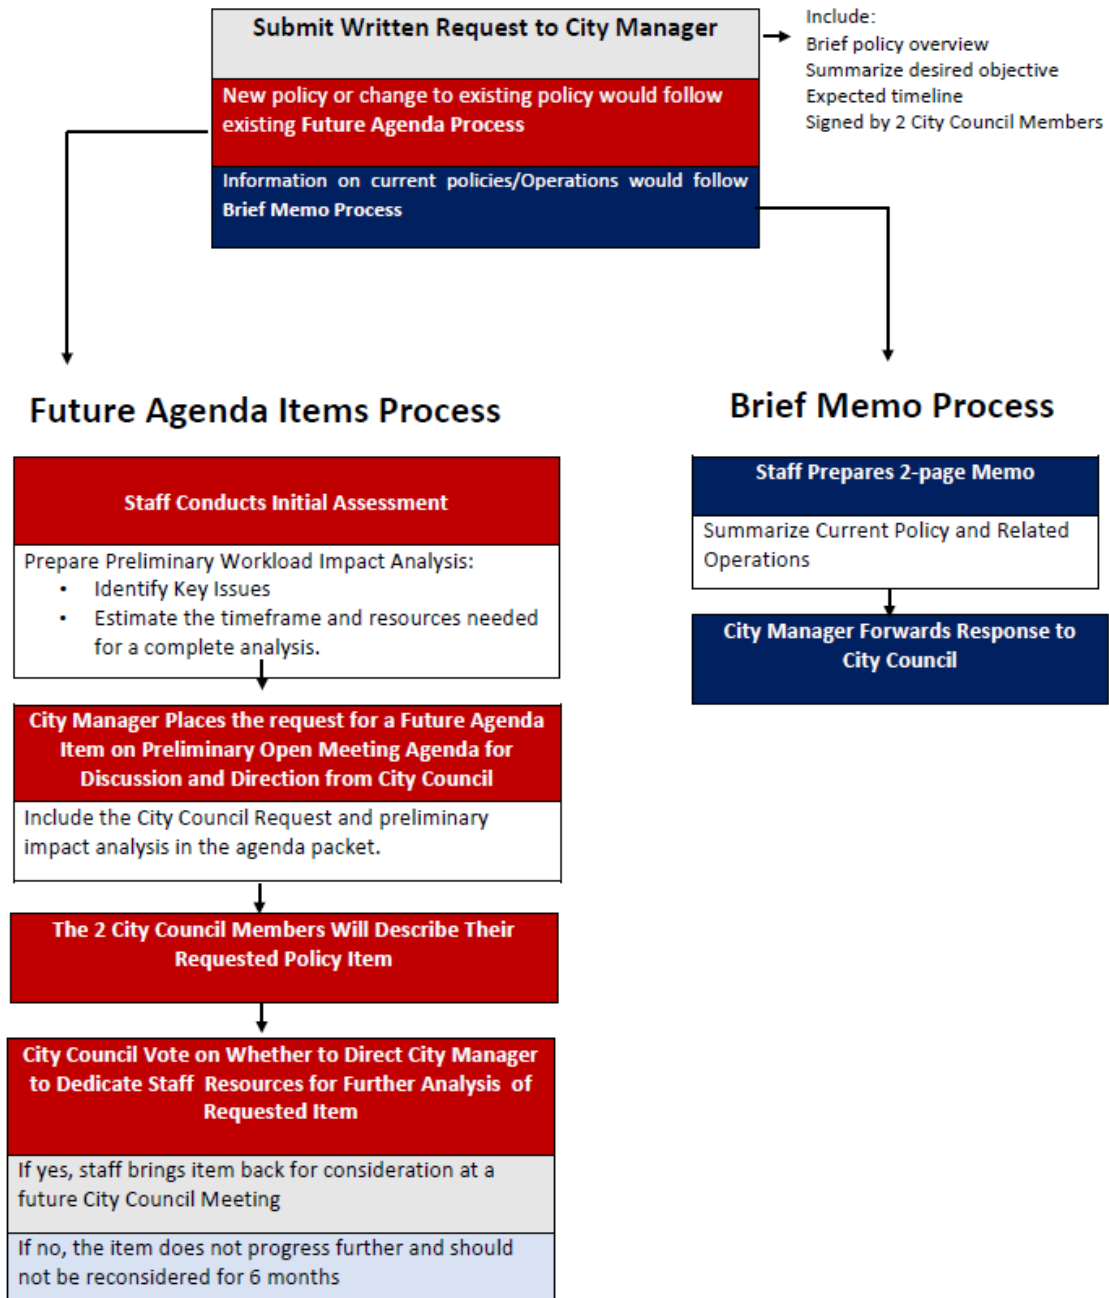 Submit Written Request to City Manager
Include:
Brief policy overview
Summarize desired objective
Expected timeline
Signed by 2 City Council Members
New policy or change to existing policy would follow
existing Future Agenda Process
Information on current policies/Operations would follow
Brief Memo Process
Future Agenda Items Process
Staff Conducts Initial Assessment
Prepare Preliminary Workload Impact Analysis:
• Identify Key Issues
• Estimate the timeframe and resources needed
for a complete analysis.
City Manager Places the request for a Future Agenda
Item on Preliminary Open Meeting Agenda for
Discussion and Direction from City Council
Include the City Council Request and preliminary
impact analysis in the agenda packet.
The 2 City Council Members Will Describe Their
Requested Policy Item
City Council Vote on Whether to Direct City Manager
to Dedicate Staff Resources for Further Analysis of
Requested Item
If yes, staff brings item back for consideration at a
future City Council Meeting
If no, the item does not progress further and should
not be reconsidered for 6 months
Brief Memo Process
Staff Prepares 2-page Memo
Summarize Current Policy and Related
Operations
City Manager Forwards Response to
City Council